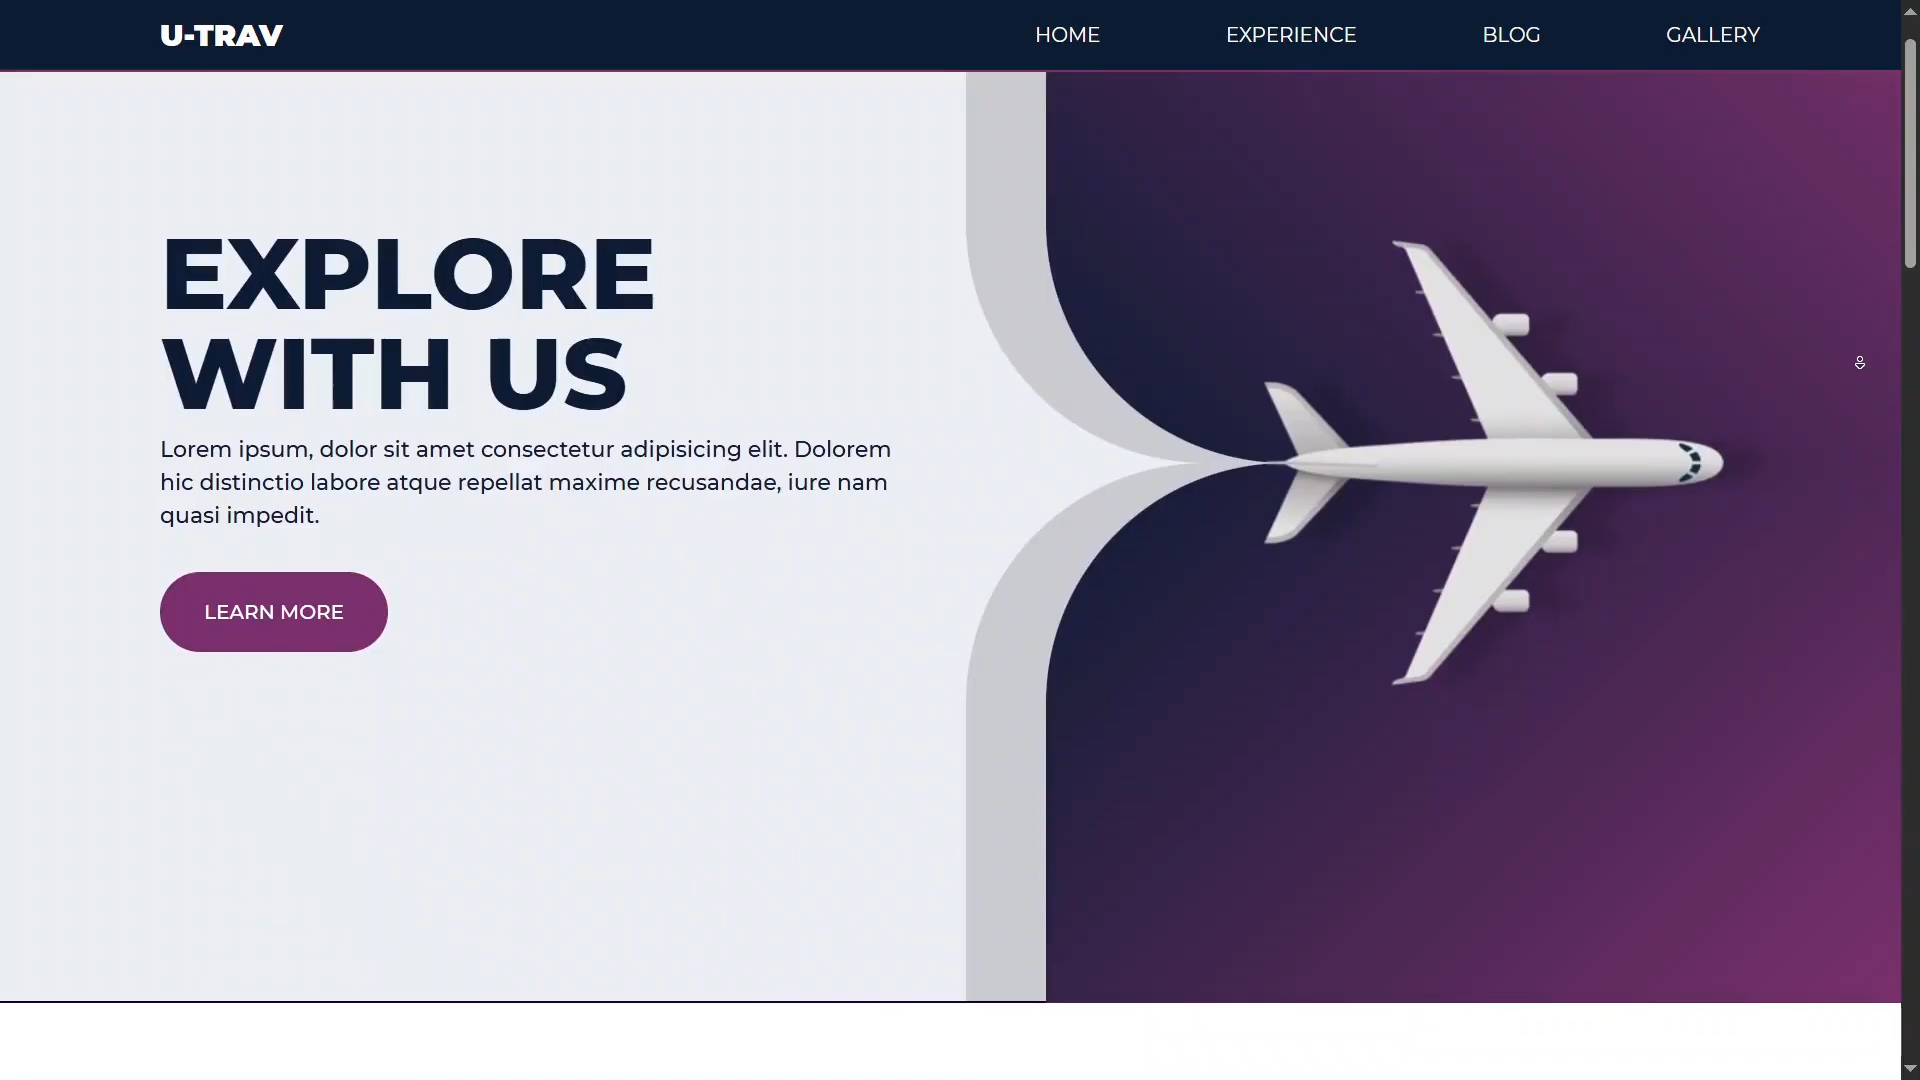 U-TRAV
HOME EXPERIENCE BLOG GALLERY
EXPLORE
WITH US
Lorem ipsum, dolor sit amet consectetur adipisicing elit. Dolorem
hic distinctio labore atque repellat maxime recusandae, iure nam
quasi impedit.
LEARN MORE